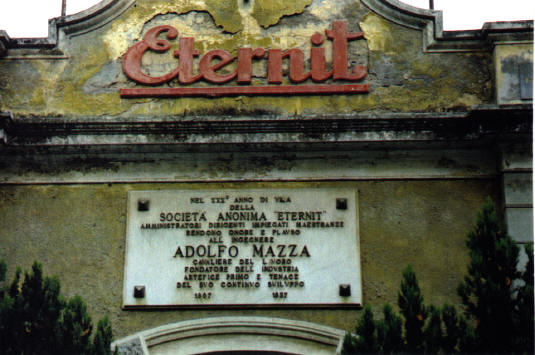 Eternit
NEL XXX° ANNO DI VITA
DELLA
SOCIETÀ ANONIMA "ETERNIT"
AMMINISTRATORI DIRIGENTI IMPIEGATI MAESTRANZE
RENDONO ONORE E PLAUSO
ALL'INGEGNERE
ADOLFO MAZZA
CAVALIERE DEL LAVORO
FONDATORE DELL'INDUSTRIA
ARTEFICE PRIMO E TENACE
DEL SUO CONTINUO SVILUPPO
1907 1937